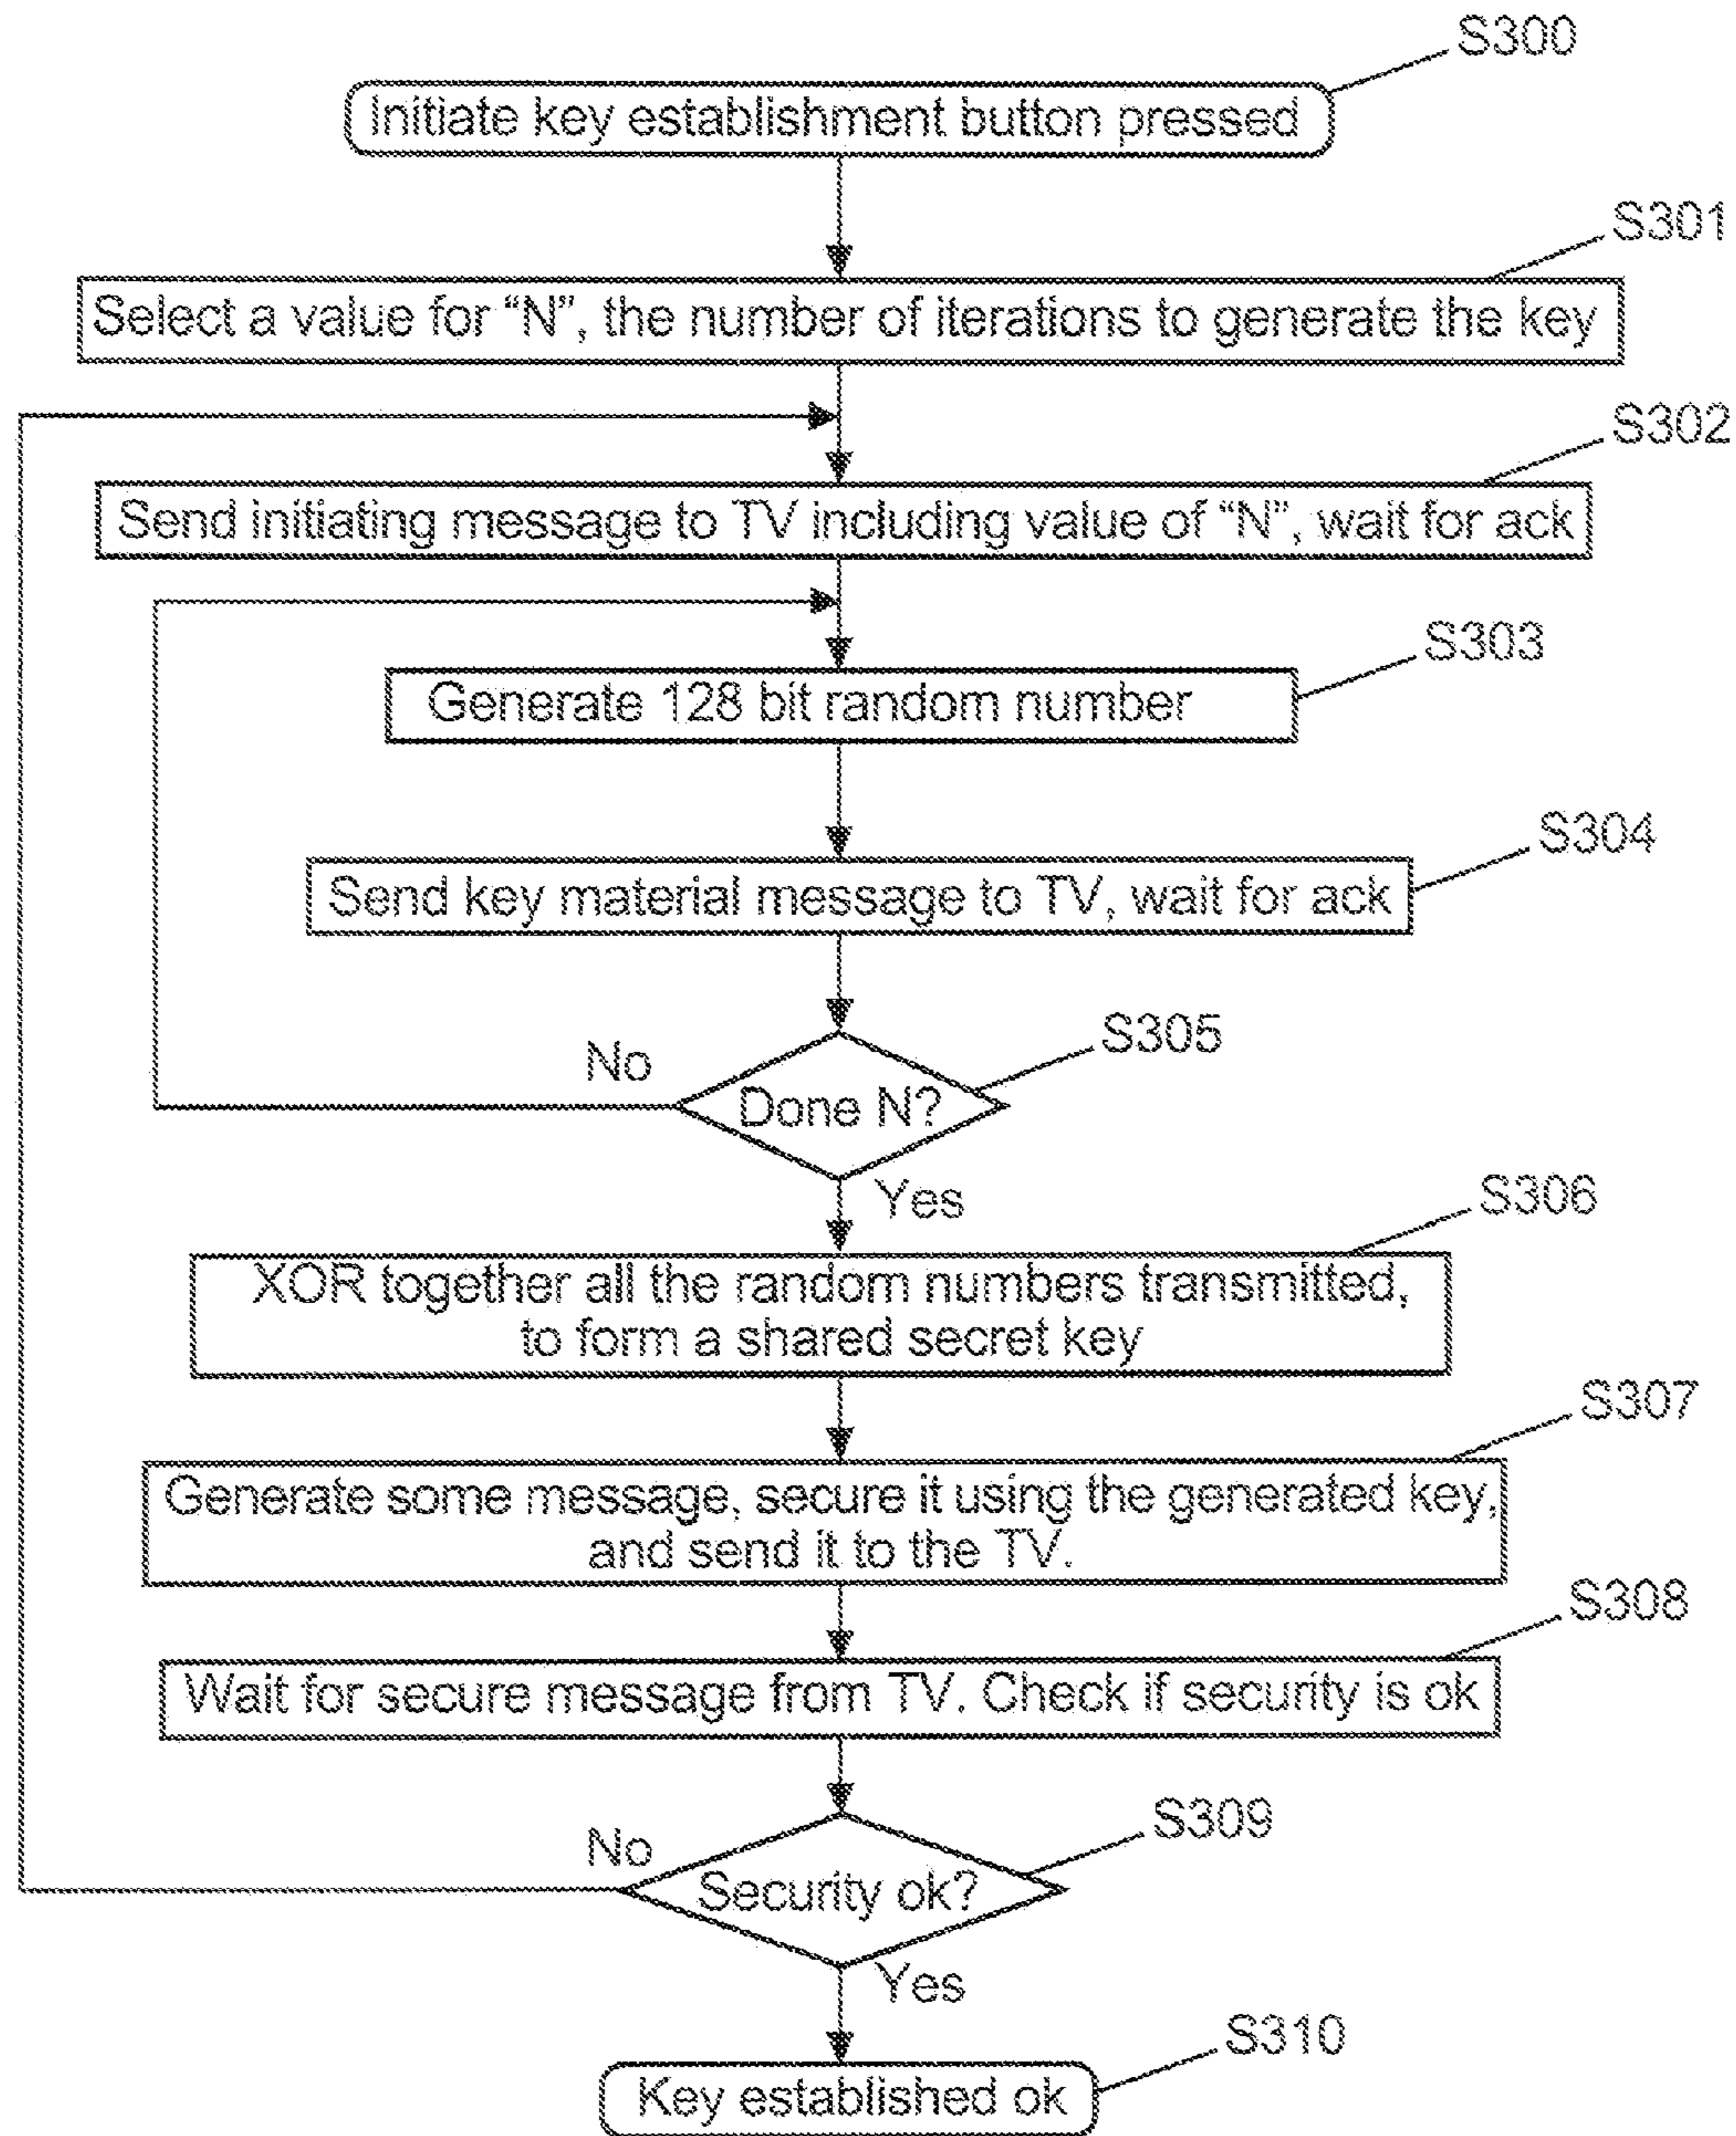 S300
Initiate key establishment button pressed
S301
Select a value for “N”, the number of iterations to generate the key
S302
Send initiating message to TV including value of “N”, wait for ack
S303
Generate 128 bit random number
S304
Send key material message to TV, wait for ack
S305
No
Done N?
Yes
S306
XOR together all the random numbers transmitted,
to form a shared secret key
S307
Generate some message, secure it using the generated key,
and send it to the TV.
S308
Wait for secure message from TV. Check if security is ok
S309
No
Security ok?
Yes
S310
Key established ok